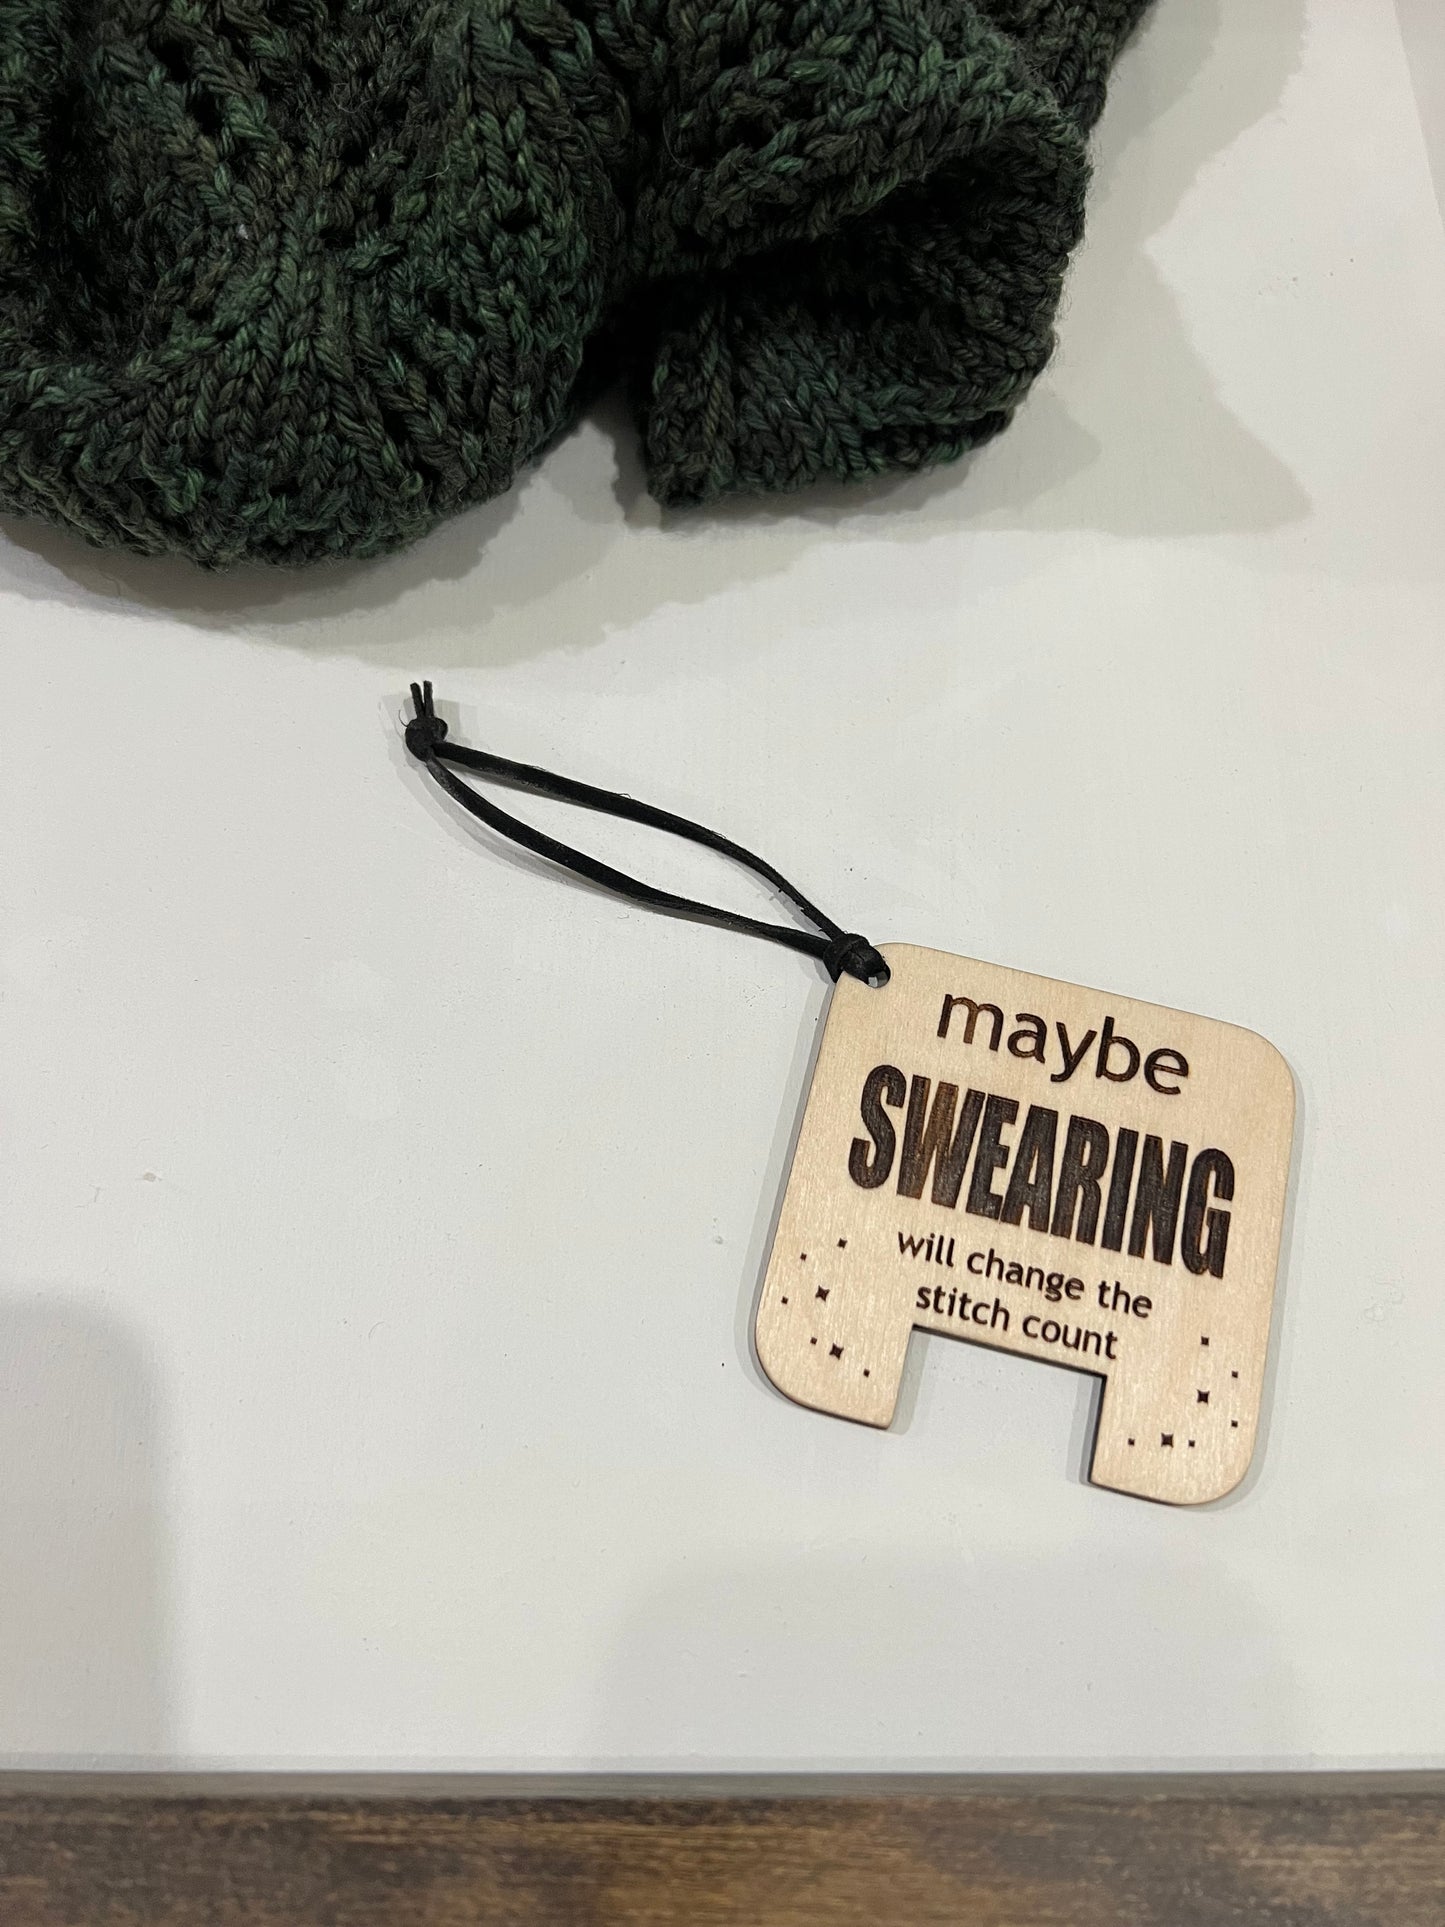 maybe
SWEARING
will change the
stitch count